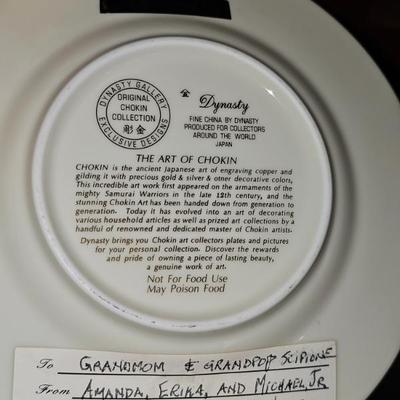 DYNASTY GALLERY
ORIGINAL
CHOKIN
COLLECTION
彫金
EXCLUSIVE DESIGNS
Dynasty
FINE CHINA BY DYNASTY
PRODUCED FOR COLLECTORS
AROUND THE WORLD
JAPAN
THE ART OF CHOKIN
CHOKIN is the ancient Japanese art of engraving copper and
gilding it with precious gold & silver & other decorative colors,
This incredible art work first appeared on the armaments of the
mighty Samurai Warriors in the late 12th century, and the
stunning Chokin Art has been handed down from generation to
generation. Today it has evolved into an art of decorating
various household articles as well as prized art collections by a
handful of renowned and dedicated master of Chokin artists.
Dynasty brings you Chokin art collectors plates and pictures
for your personal collection. Discover the rewards
and pride of owning a piece of lasting beauty,
a genuine work of art.
Not For Food Use
May Poison Food
To GRANDMOM & GRANDPOP SCIPIONE
From AMANDA, ERIKA, AND MICHAEL, JR